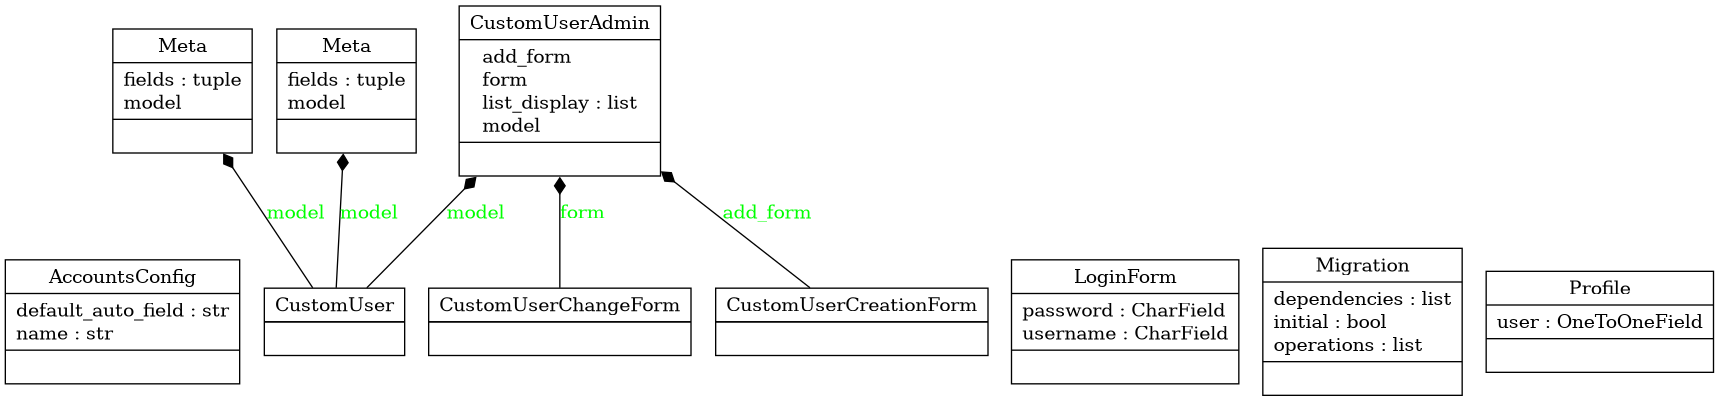 CustomUserAdmin
add_form
form
list_display : list
model
Meta
fields : tuple
model
Meta
fields : tuple
model
model
model
model
form
add_form
AccountsConfig
default_auto_field : str
name : str
CustomUser
CustomUserChangeForm
CustomUserCreationForm
LoginForm
password : CharField
username : CharField
Migration
dependencies : list
initial : bool
operations : list
Profile
user : OneToOneField